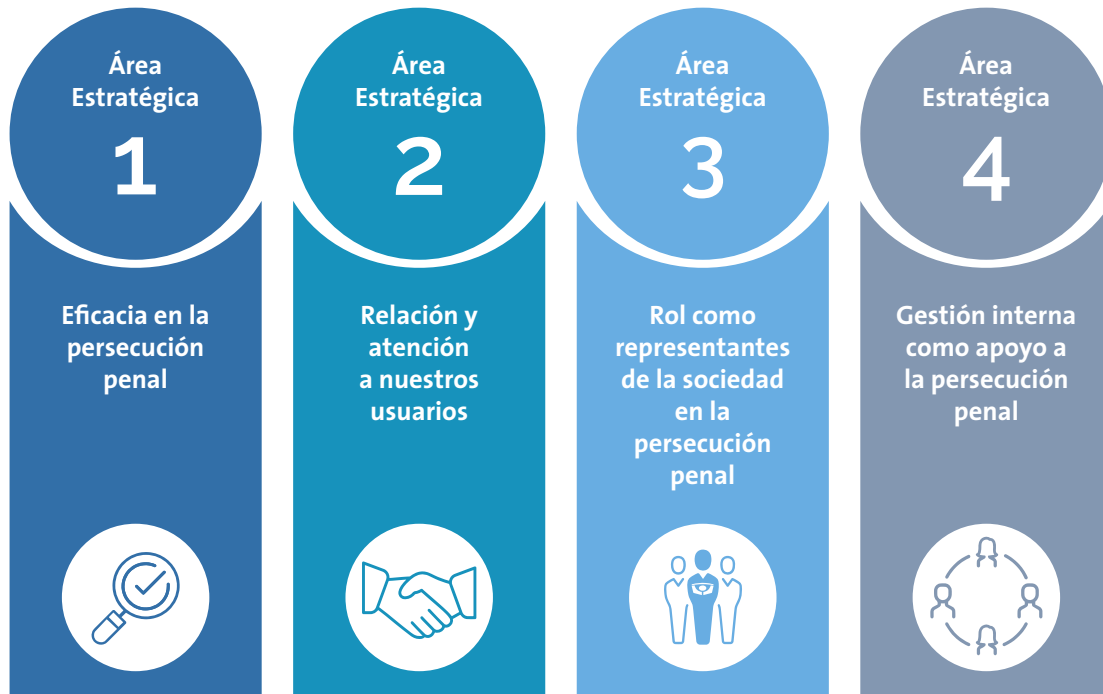 Área
Estratégica
1
Eficacia en la
persecución
penal
Área
Estratégica
2
Relación y
atención
a nuestros
usuarios
Área
Estratégica
3
Rol como
representantes
de la sociedad
en la
persecución
penal
Área
Estratégica
4
Gestión interna
como apoyo a
la persecución
penal